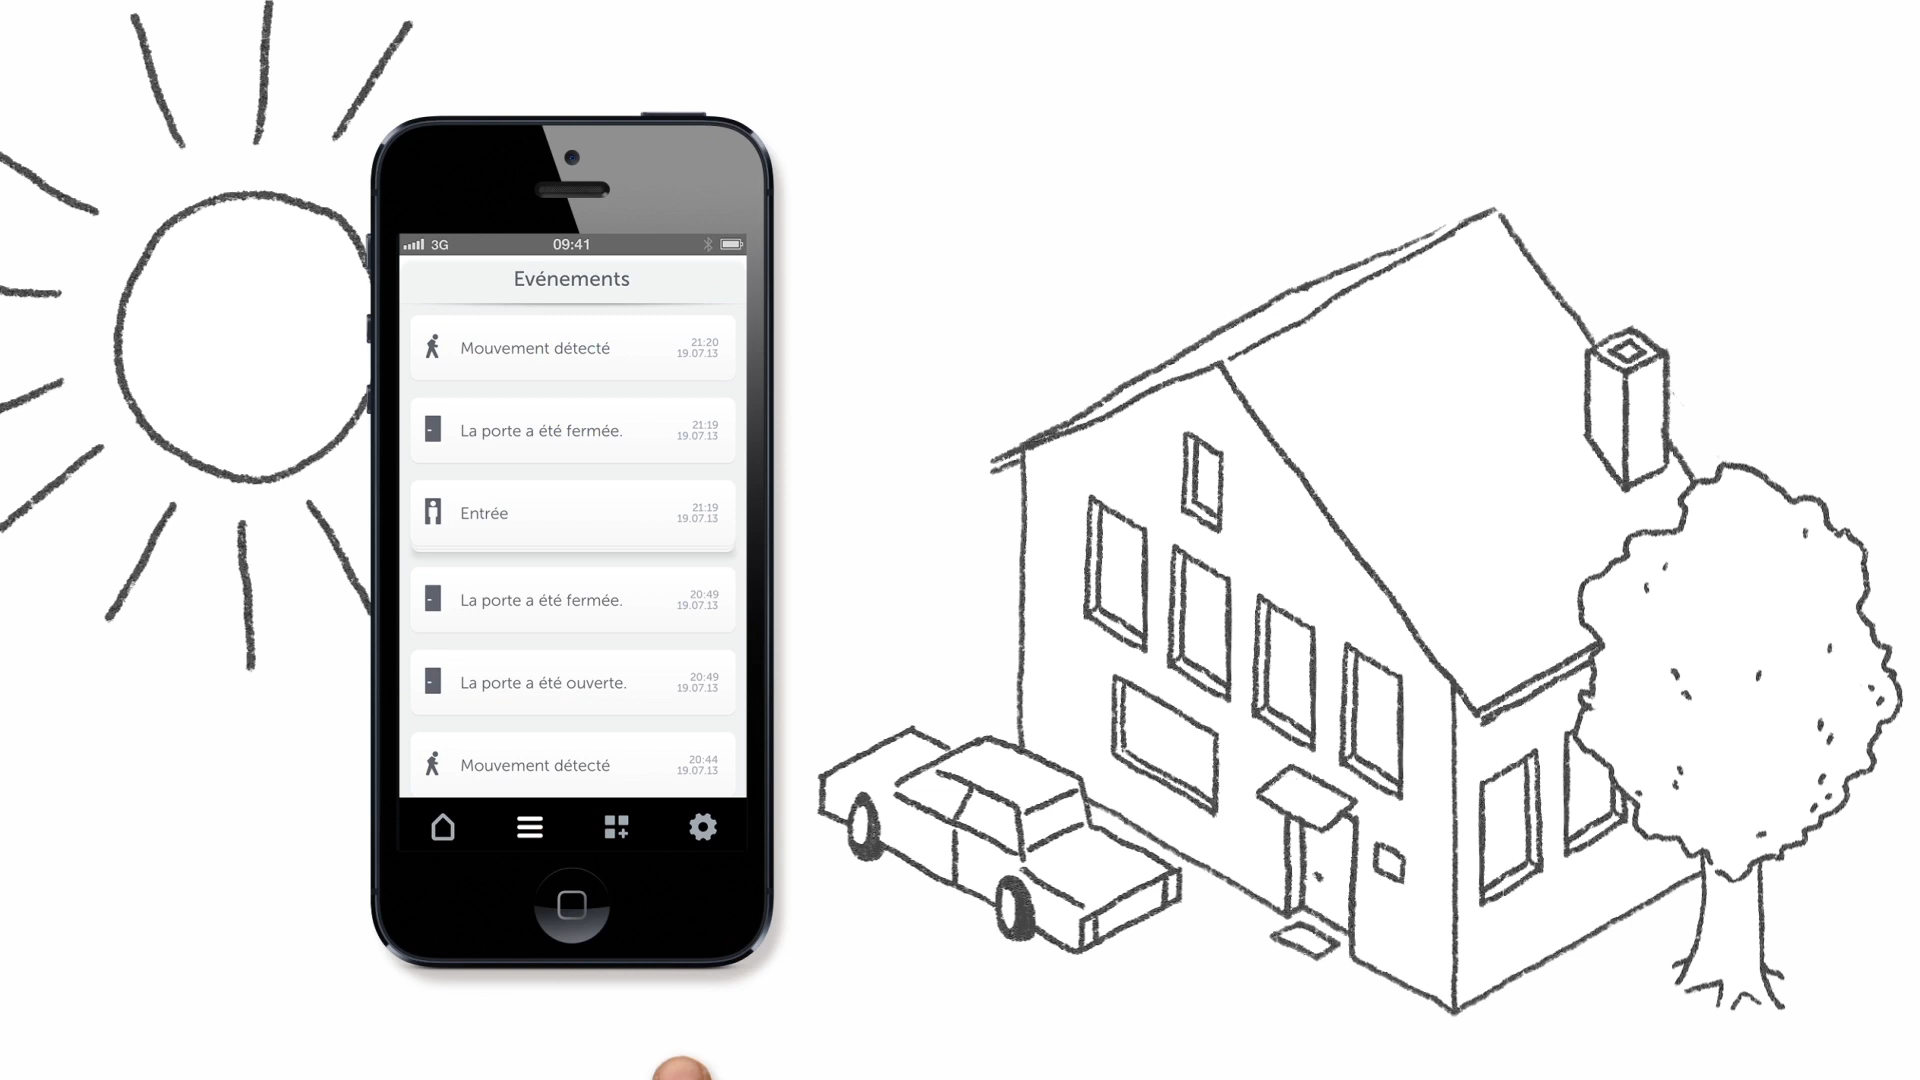 3G 09:41
Evénements
Mouvement détecté 21:20
19.07.13
La porte a été fermée. 21:19
19.07.13
Entrée 21:19
19.07.13
La porte a été fermée. 20:49
19.07.13
La porte a été ouverte. 20:49
19.07.13
Mouvement détecté 20:44
19.07.13